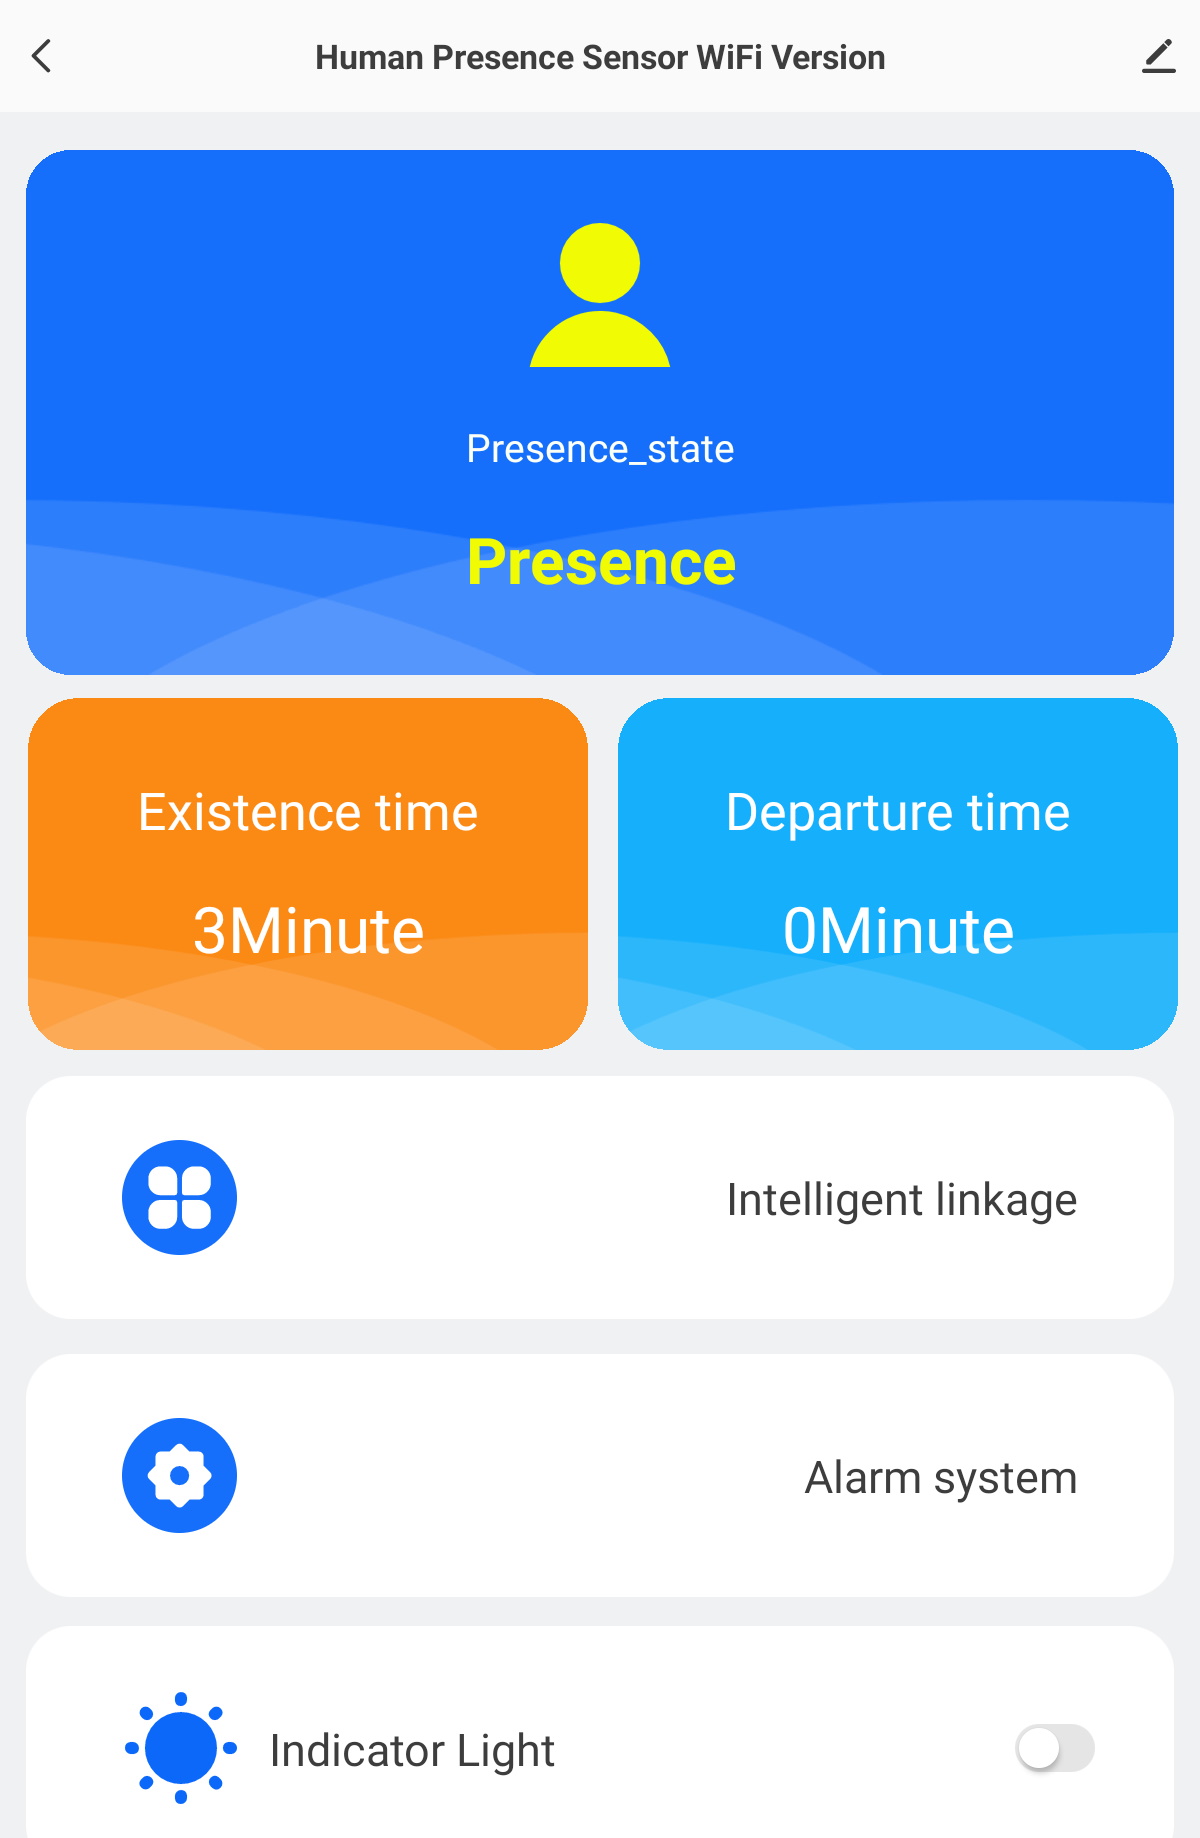 Human Presence Sensor WiFi Version
Presence_state
Presence
Existence time
3Minute
Departure time
0Minute
Intelligent linkage
Alarm system
Indicator Light